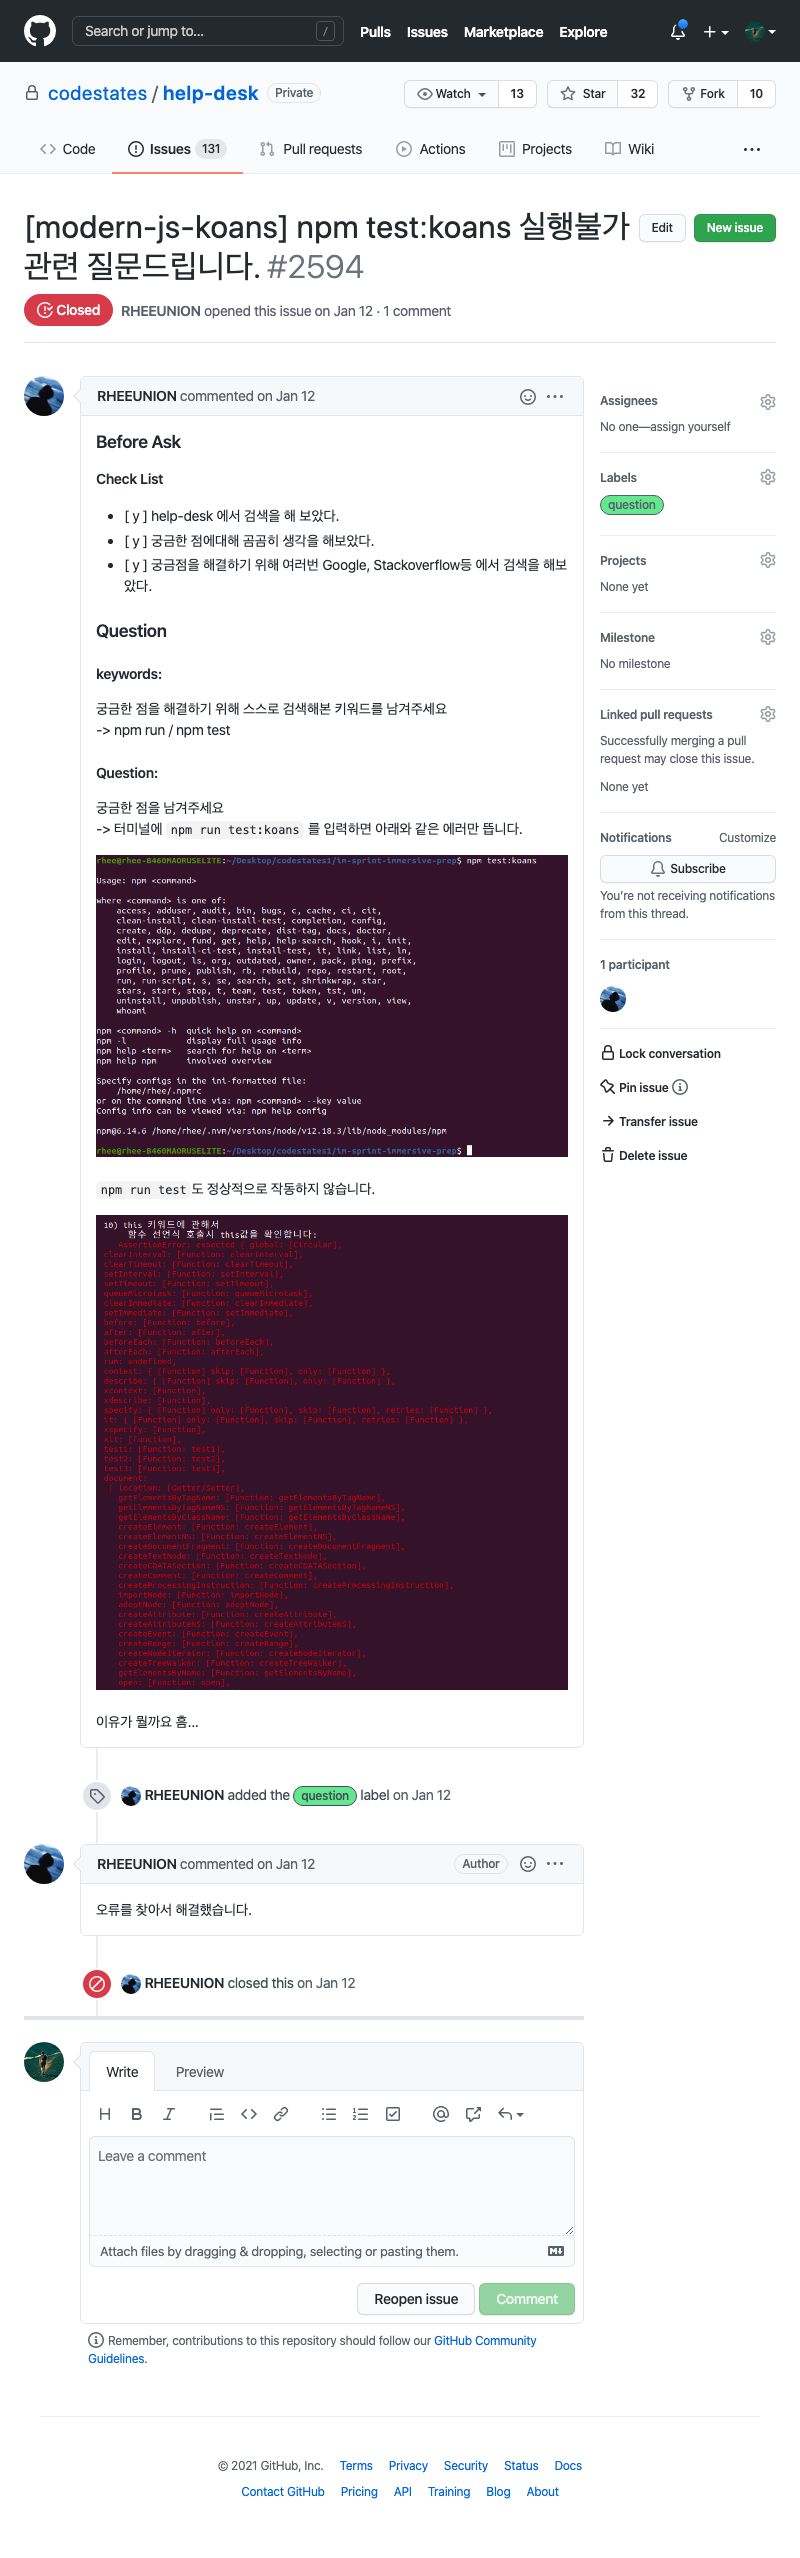 Search or jump to... /
Pulls Issues Marketplace Explore
codestates / help-desk Private
Watch 13 Star 32 Fork 10
Code Issues 131 Pull requests Actions Projects Wiki ...
[modern-js-koans] npm test:koans 실행불가
관련 질문드립니다. #2594
Edit New issue
Closed RHEEUNION opened this issue on Jan 12 · 1 comment
RHEEUNION commented on Jan 12
Before Ask
Check List
• [ y ] help-desk 에서 검색을 해 보았다.
• [ y ] 궁금한 점에대해 곰곰히 생각을 해보았다.
• [ y ] 궁금점을 해결하기 위해 여러번 Google, Stackoverflow등 에서 검색을 해보
았다.
Question
keywords:
궁금한 점을 해결하기 위해 스스로 검색해본 키워드를 남겨주세요
-> npm run / npm test
Question:
궁금한 점을 남겨주세요
-> 터미널에 npm run test:koans 를 입력하면 아래와 같은 에러만 뜹니다.
rhee@rhee-B460MAORUSELITE:~/Desktop/codestates1/im-sprint-immersive-prep$ npm test:koans
Usage: npm <command>
where <command> is one of:
access, adduser, audit, bin, bugs, c, cache, ci, cit,
clean-install, clean-install-test, completion, config,
create, ddp, dedupe, deprecate, dist-tag, docs, doctor,
edit, explore, fund, get, help, help-search, hook, i, init,
install, install-ci-test, install-test, it, link, list, ln,
login, logout, ls, org, outdated, owner, pack, ping, prefix,
profile, prune, publish, rb, rebuild, repo, restart, root,
run, run-script, s, se, search, set, shrinkwrap, star,
stars, start, stop, t, team, test, token, tst, un,
uninstall, unpublish, unstar, up, update, v, version, view,
whoami
npm <command> -h quick help on <command>
npm -l display full usage info
npm help <term> search for help on <term>
npm help npm involved overview
Specify configs in the ini-formatted file:
/home/rhee/.npmrc
or on the command line via: npm <command> --key value
Config info can be viewed via: npm help config
npm@6.14.6 /home/rhee/.nvm/versions/node/v12.18.3/lib/node_modules/npm
rhee@rhee-B460MAORUSELITE:~/Desktop/codestates1/im-sprint-immersive-prep$
npm run test 도 정상적으로 작동하지 않습니다.
10) this 키워드에 관해서
함수 선언식 호출시 this값을 확인합니다:
AssertionError: expected { global: [Circular],
clearInterval: [Function: clearInterval],
clearTimeout: [Function: clearTimeout],
setInterval: [Function: setInterval],
setTimeout: [Function: setTimeout],
queueMicrotask: [Function: queueMicrotask],
clearImmediate: [Function: clearImmediate],
setImmediate: [Function: setImmediate],
before: [Function: before],
after: [Function: after],
beforeEach: [Function: beforeEach],
afterEach: [Function: afterEach],
run: undefined,
context: { [Function] skip: [Function], only: [Function] },
describe: { [Function] skip: [Function], only: [Function] },
xcontext: [Function],
xdescribe: [Function],
specify: { [Function] only: [Function], skip: [Function], retries: [Function] },
it: { [Function] only: [Function], skip: [Function], retries: [Function] },
xspecify: [Function],
xit: [Function],
test1: [Function: test1],
test2: [Function: test2],
test3: [Function: test3],
document:
{ location: [Getter/Setter],
getElementsByTagName: [Function: getElementsByTagName],
getElementsByTagNameNS: [Function: getElementsByTagNameNS],
getElementsByClassName: [Function: getElementsByClassName],
createElement: [Function: createElement],
createElementNS: [Function: createElementNS],
createDocumentFragment: [Function: createDocumentFragment],
createTextNode: [Function: createTextNode],
createCDATASection: [Function: createCDATASection],
createComment: [Function: createComment],
createProcessingInstruction: [Function: createProcessingInstruction],
importNode: [Function: importNode],
adoptNode: [Function: adoptNode],
createAttribute: [Function: createAttribute],
createAttributeNS: [Function: createAttributeNS],
createEvent: [Function: createEvent],
createRange: [Function: createRange],
createNodeIterator: [Function: createNodeIterator],
createTreeWalker: [Function: createTreeWalker],
getElementsByName: [Function: getElementsByName],
open: [Function: open],
이유가 뭘까요 흠...
RHEEUNION added the question label on Jan 12
RHEEUNION commented on Jan 12 Author
오류를 찾아서 해결했습니다.
RHEEUNION closed this on Jan 12
Assignees
No one—assign yourself
Labels
question
Projects
None yet
Milestone
No milestone
Linked pull requests
Successfully merging a pull
request may close this issue.
None yet
Notifications Customize
Subscribe
You're not receiving notifications
from this thread.
1 participant
Lock conversation
Pin issue
Transfer issue
Delete issue
Write Preview
Leave a comment
Attach files by dragging & dropping, selecting or pasting them.
Reopen issue Comment
Remember, contributions to this repository should follow our GitHub Community
Guidelines.
© 2021 GitHub, Inc. Terms Privacy Security Status Docs
Contact GitHub Pricing API Training Blog About